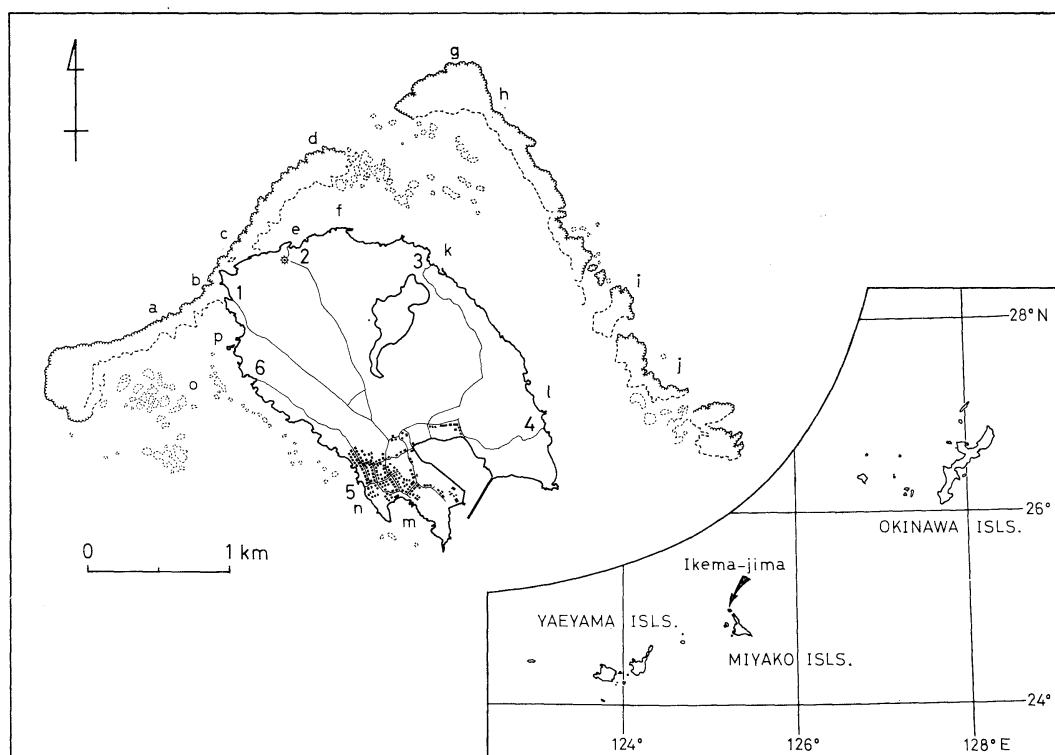 g
h
d
c
e
f
b
2
3
k
a
1
i
28° N
p
6
j
o
l
4
5
n
m
26°
OKINAWA ISLS.
0 1 km
Ikema-jima
YAEYAMA ISLS.
MIYAKO ISLS.
24°
124° 126° 128° E